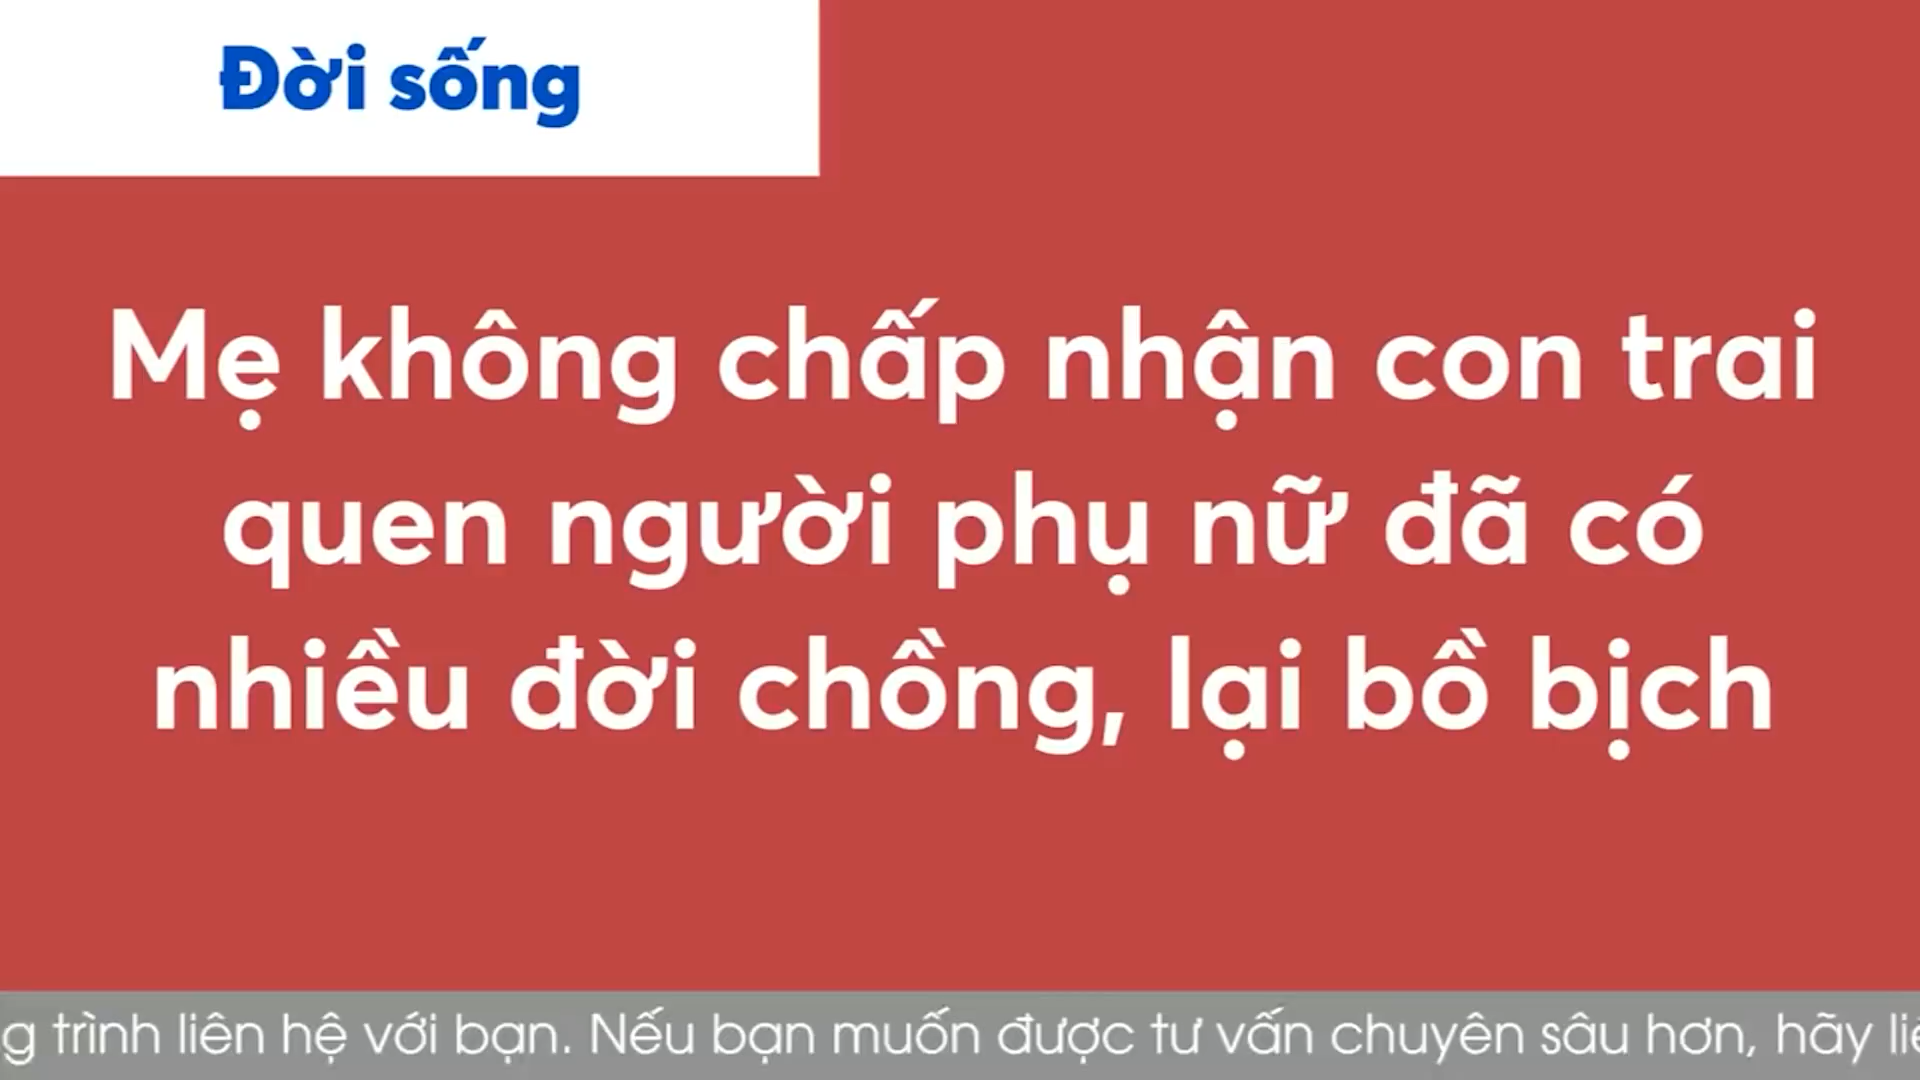 Đời sống
Mẹ không chấp nhận con trai
quen người phụ nữ đã có
nhiều đời chồng, lại bồ bịch
g trình liên hệ với bạn. Nếu bạn muốn được tư vấn chuyên sâu hơn, hãy liê